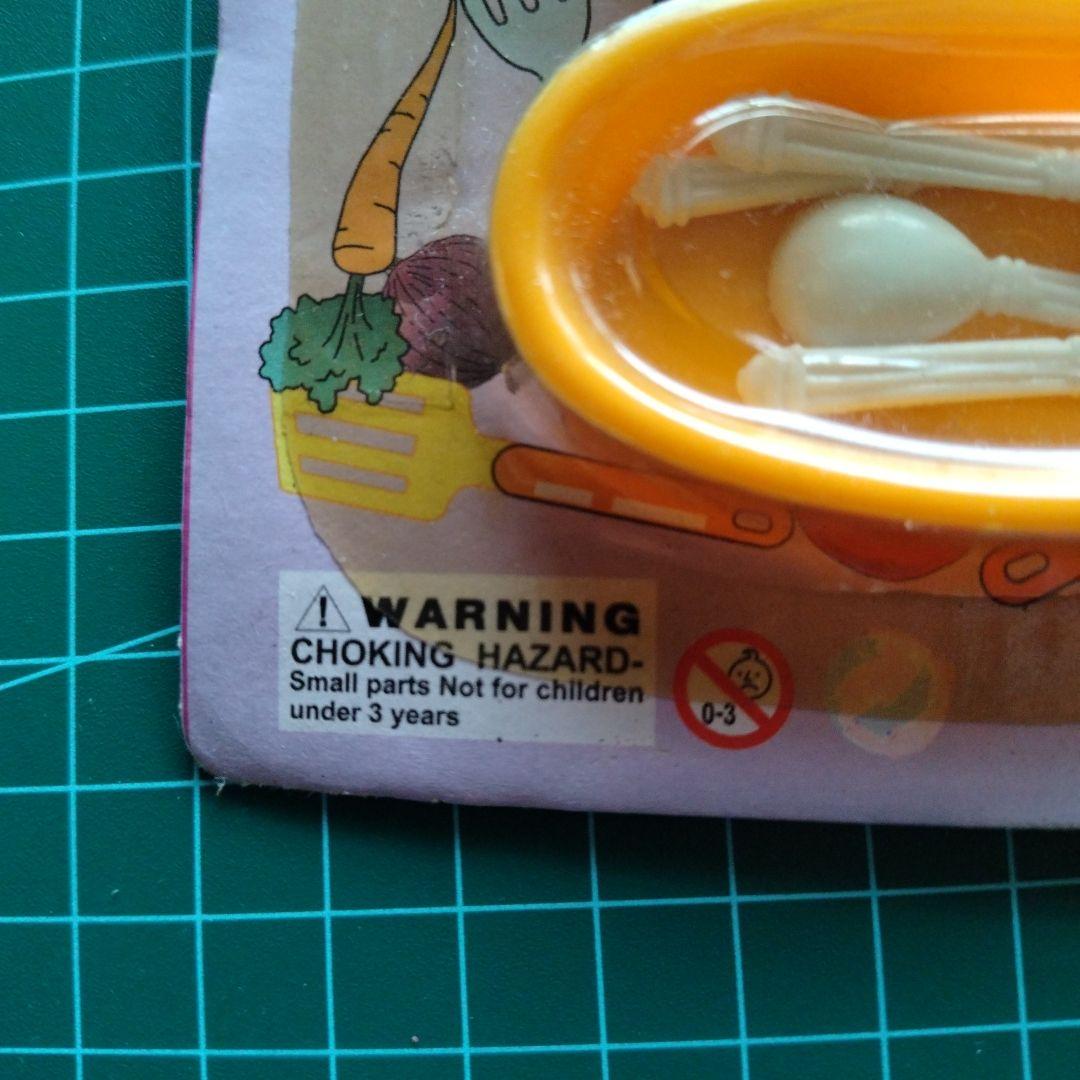 WARNING
CHOKING HAZARD-
Small parts Not for children
under 3 years
0-3